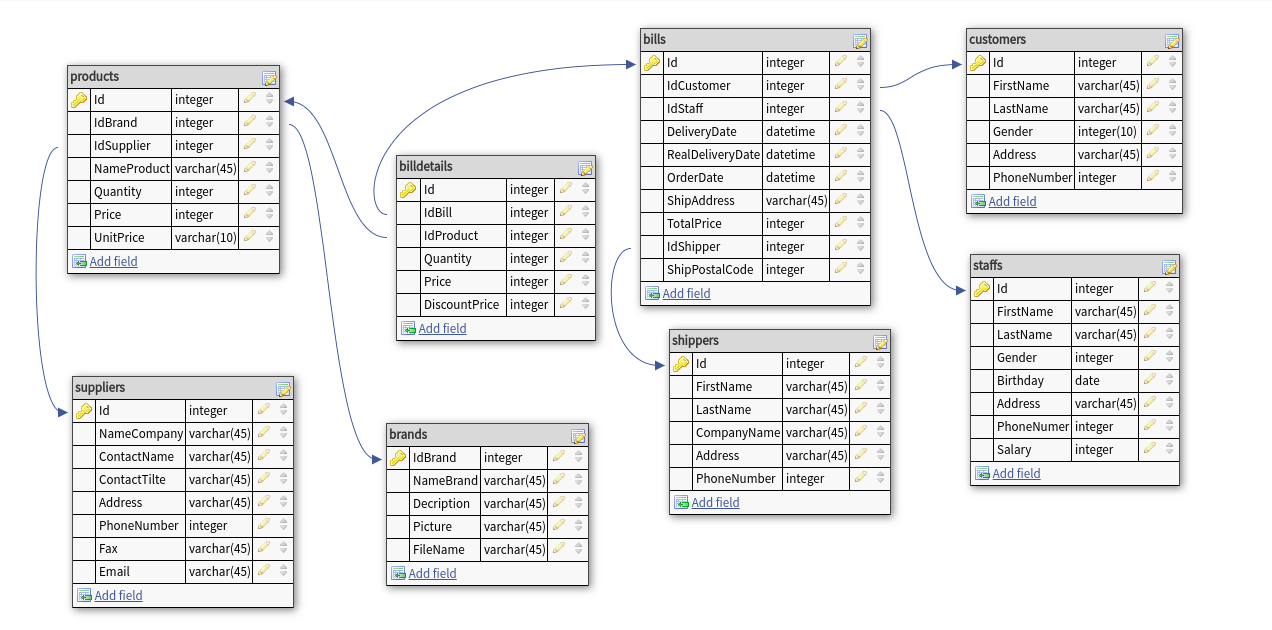 products
Id integer
IdBrand integer
IdSupplier integer
NameProduct varchar(45)
Quantity integer
Price integer
UnitPrice varchar(10)
Add field
suppliers
Id integer
NameCompany varchar(45)
ContactName varchar(45)
ContactTilte varchar(45)
Address varchar(45)
PhoneNumber integer
Fax varchar(45)
Email varchar(45)
Add field
billdetails
Id integer
IdBill integer
IdProduct integer
Quantity integer
Price integer
DiscountPrice integer
Add field
brands
IdBrand integer
NameBrand varchar(45)
Decription varchar(45)
Picture varchar(45)
FileName varchar(45)
Add field
bills
Id integer
IdCustomer integer
IdStaff integer
DeliveryDate datetime
RealDeliveryDate datetime
OrderDate datetime
ShipAddress varchar(45)
TotalPrice integer
IdShipper integer
ShipPostalCode integer
Add field
shippers
Id integer
FirstName varchar(45)
LastName varchar(45)
CompanyName varchar(45)
Address varchar(45)
PhoneNumber integer
Add field
customers
Id integer
FirstName varchar(45)
LastName varchar(45)
Gender integer(10)
Address varchar(45)
PhoneNumber integer
Add field
staffs
Id integer
FirstName varchar(45)
LastName varchar(45)
Gender integer
Birthday date
Address varchar(45)
PhoneNumer integer
Salary integer
Add field